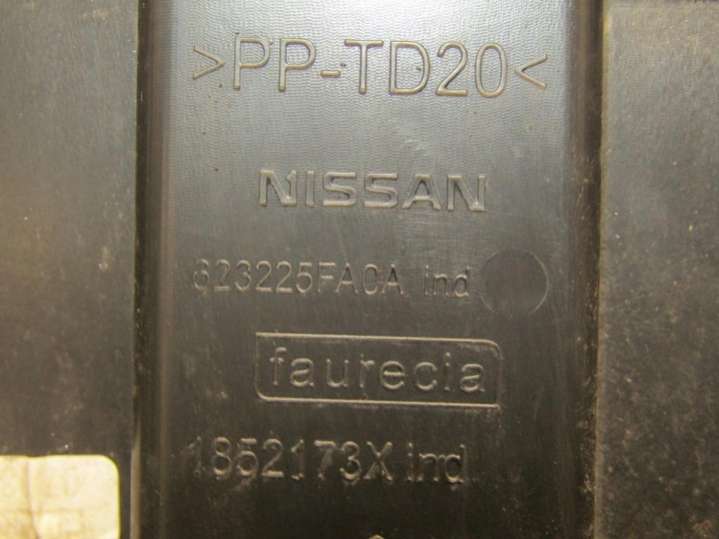 >PP-TD20<
NISSAN
623225FA0A ind
faurecia
1852173X ind